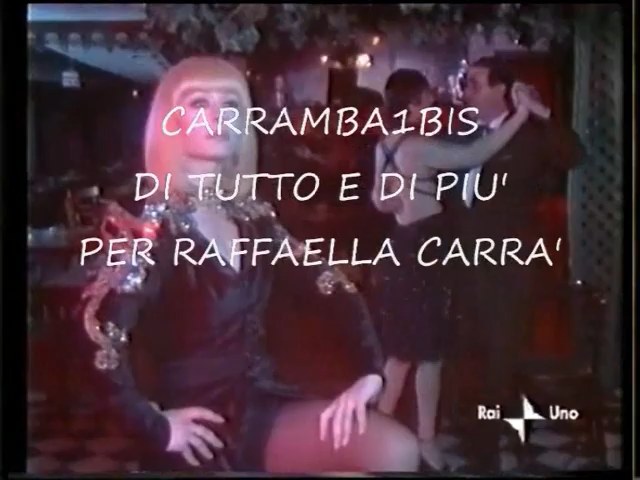 CARRAMBA1BIS
DI TUTTO E DI PIU'
PER RAFFAELLA CARRA'
Rai Uno